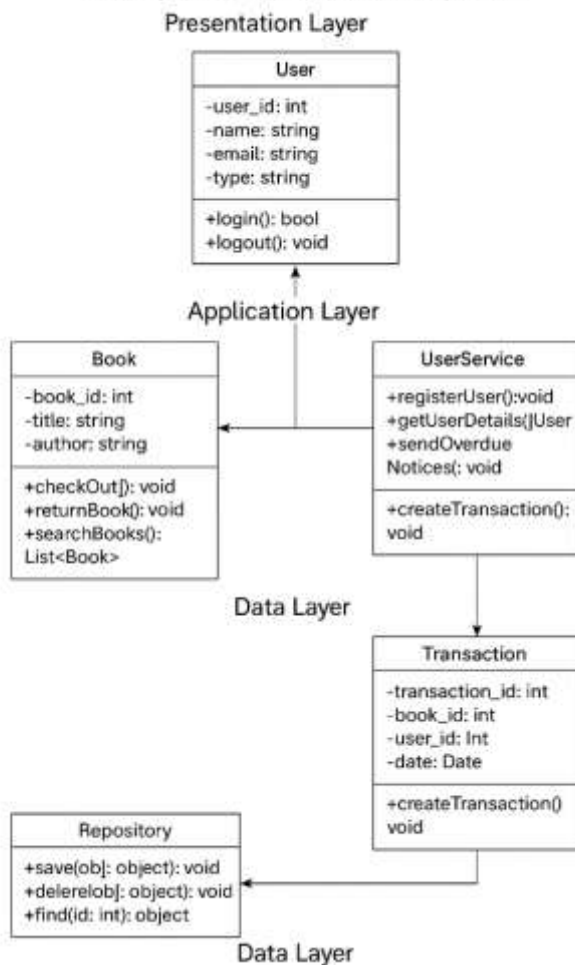 Presentation Layer
User
-user_id: int
-name: string
-email: string
-type: string
+login(): bool
+logout(): void
Application Layer
Book
-book_id: int
-title: string
-author: string
+checkOut]): void
+returnBook(): void
+searchBooks():
List<Book>
UserService
+registerUser():void
+getUserDetails(]User
+sendOverdue
Notices(: void
+createTransaction():
void
Data Layer
Transaction
-transaction_id: int
-book_id: int
-user_id: Int
-date: Date
+createTransaction()
void
Repository
+save(ob]: object): void
+delerelob]: object): void
+find(id: int): object
Data Layer